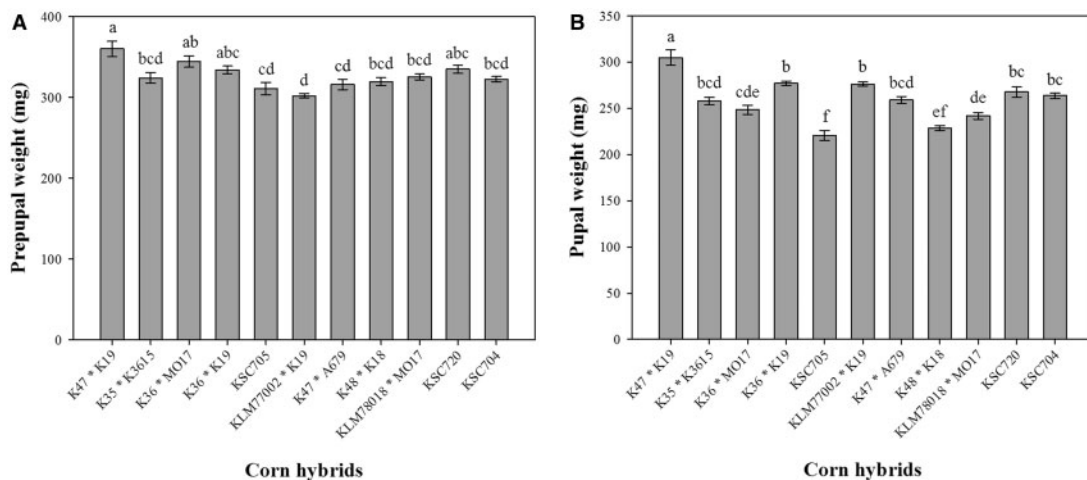 A
Prepupal weight (mg)
400
300
200
100
0
a
bcd
ab
abc
cd
d
cd
bcd
bcd
abc
bcd
K47 * K19
K35 * K3615
K36 * MO17
K36 * K19
KSC705
KLM77002 * K19
K47 * A679
K48 * K18
KLM78018 * MO17
KSC720
KSC704
Corn hybrids
B
Pupal weight (mg)
350
300
250
200
150
100
50
0
a
bcd
cde
b
f
b
bcd
ef
de
bc
bc
K47 * K19
K35 * K3615
K36 * MO17
K36 * K19
KSC705
KLM77002 * K19
K47 * A679
K48 * K18
KLM78018 * MO17
KSC720
KSC704
Corn hybrids